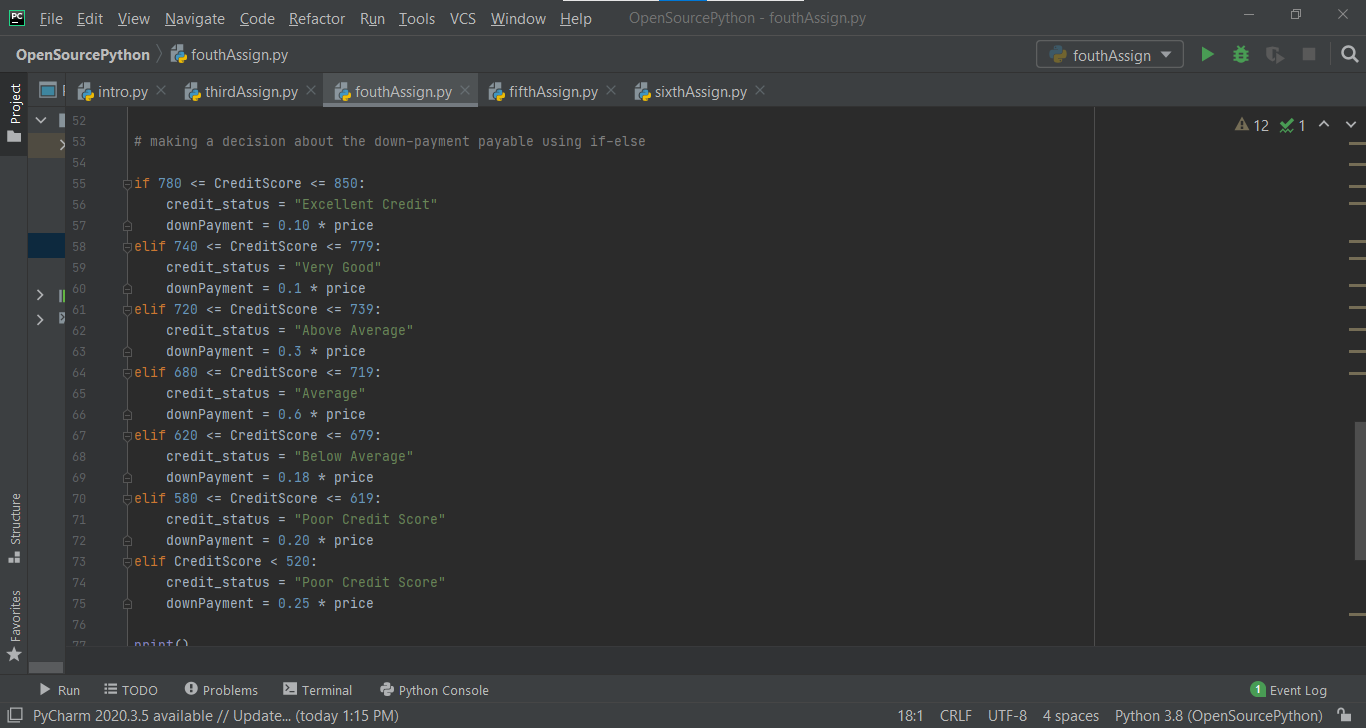 PC File Edit View Navigate Code Refactor Run Tools VCS Window Help OpenSourcePython - fouthAssign.py
OpenSourcePython fouthAssign.py fouthAssign
Project
intro.py thirdAssign.py fouthAssign.py fifthAssign.py sixthAssign.py
52
12 1
53 # making a decision about the down-payment payable using if-else
54
55 if 780 <= CreditScore <= 850:
56 credit_status = "Excellent Credit"
57 downPayment = 0.10 * price
58 elif 740 <= CreditScore <= 779:
59 credit_status = "Very Good"
60 downPayment = 0.1 * price
61 elif 720 <= CreditScore <= 739:
62 credit_status = "Above Average"
63 downPayment = 0.3 * price
64 elif 680 <= CreditScore <= 719:
65 credit_status = "Average"
66 downPayment = 0.6 * price
67 elif 620 <= CreditScore <= 679:
68 credit_status = "Below Average"
69 downPayment = 0.18 * price
70 elif 580 <= CreditScore <= 619:
71 credit_status = "Poor Credit Score"
72 downPayment = 0.20 * price
73 elif CreditScore < 520:
74 credit_status = "Poor Credit Score"
75 downPayment = 0.25 * price
76
77 print()
Structure
Favorites
Run TODO Problems Terminal Python Console 1 Event Log
PyCharm 2020.3.5 available // Update... (today 1:15 PM) 18:1 CRLF UTF-8 4 spaces Python 3.8 (OpenSourcePython)